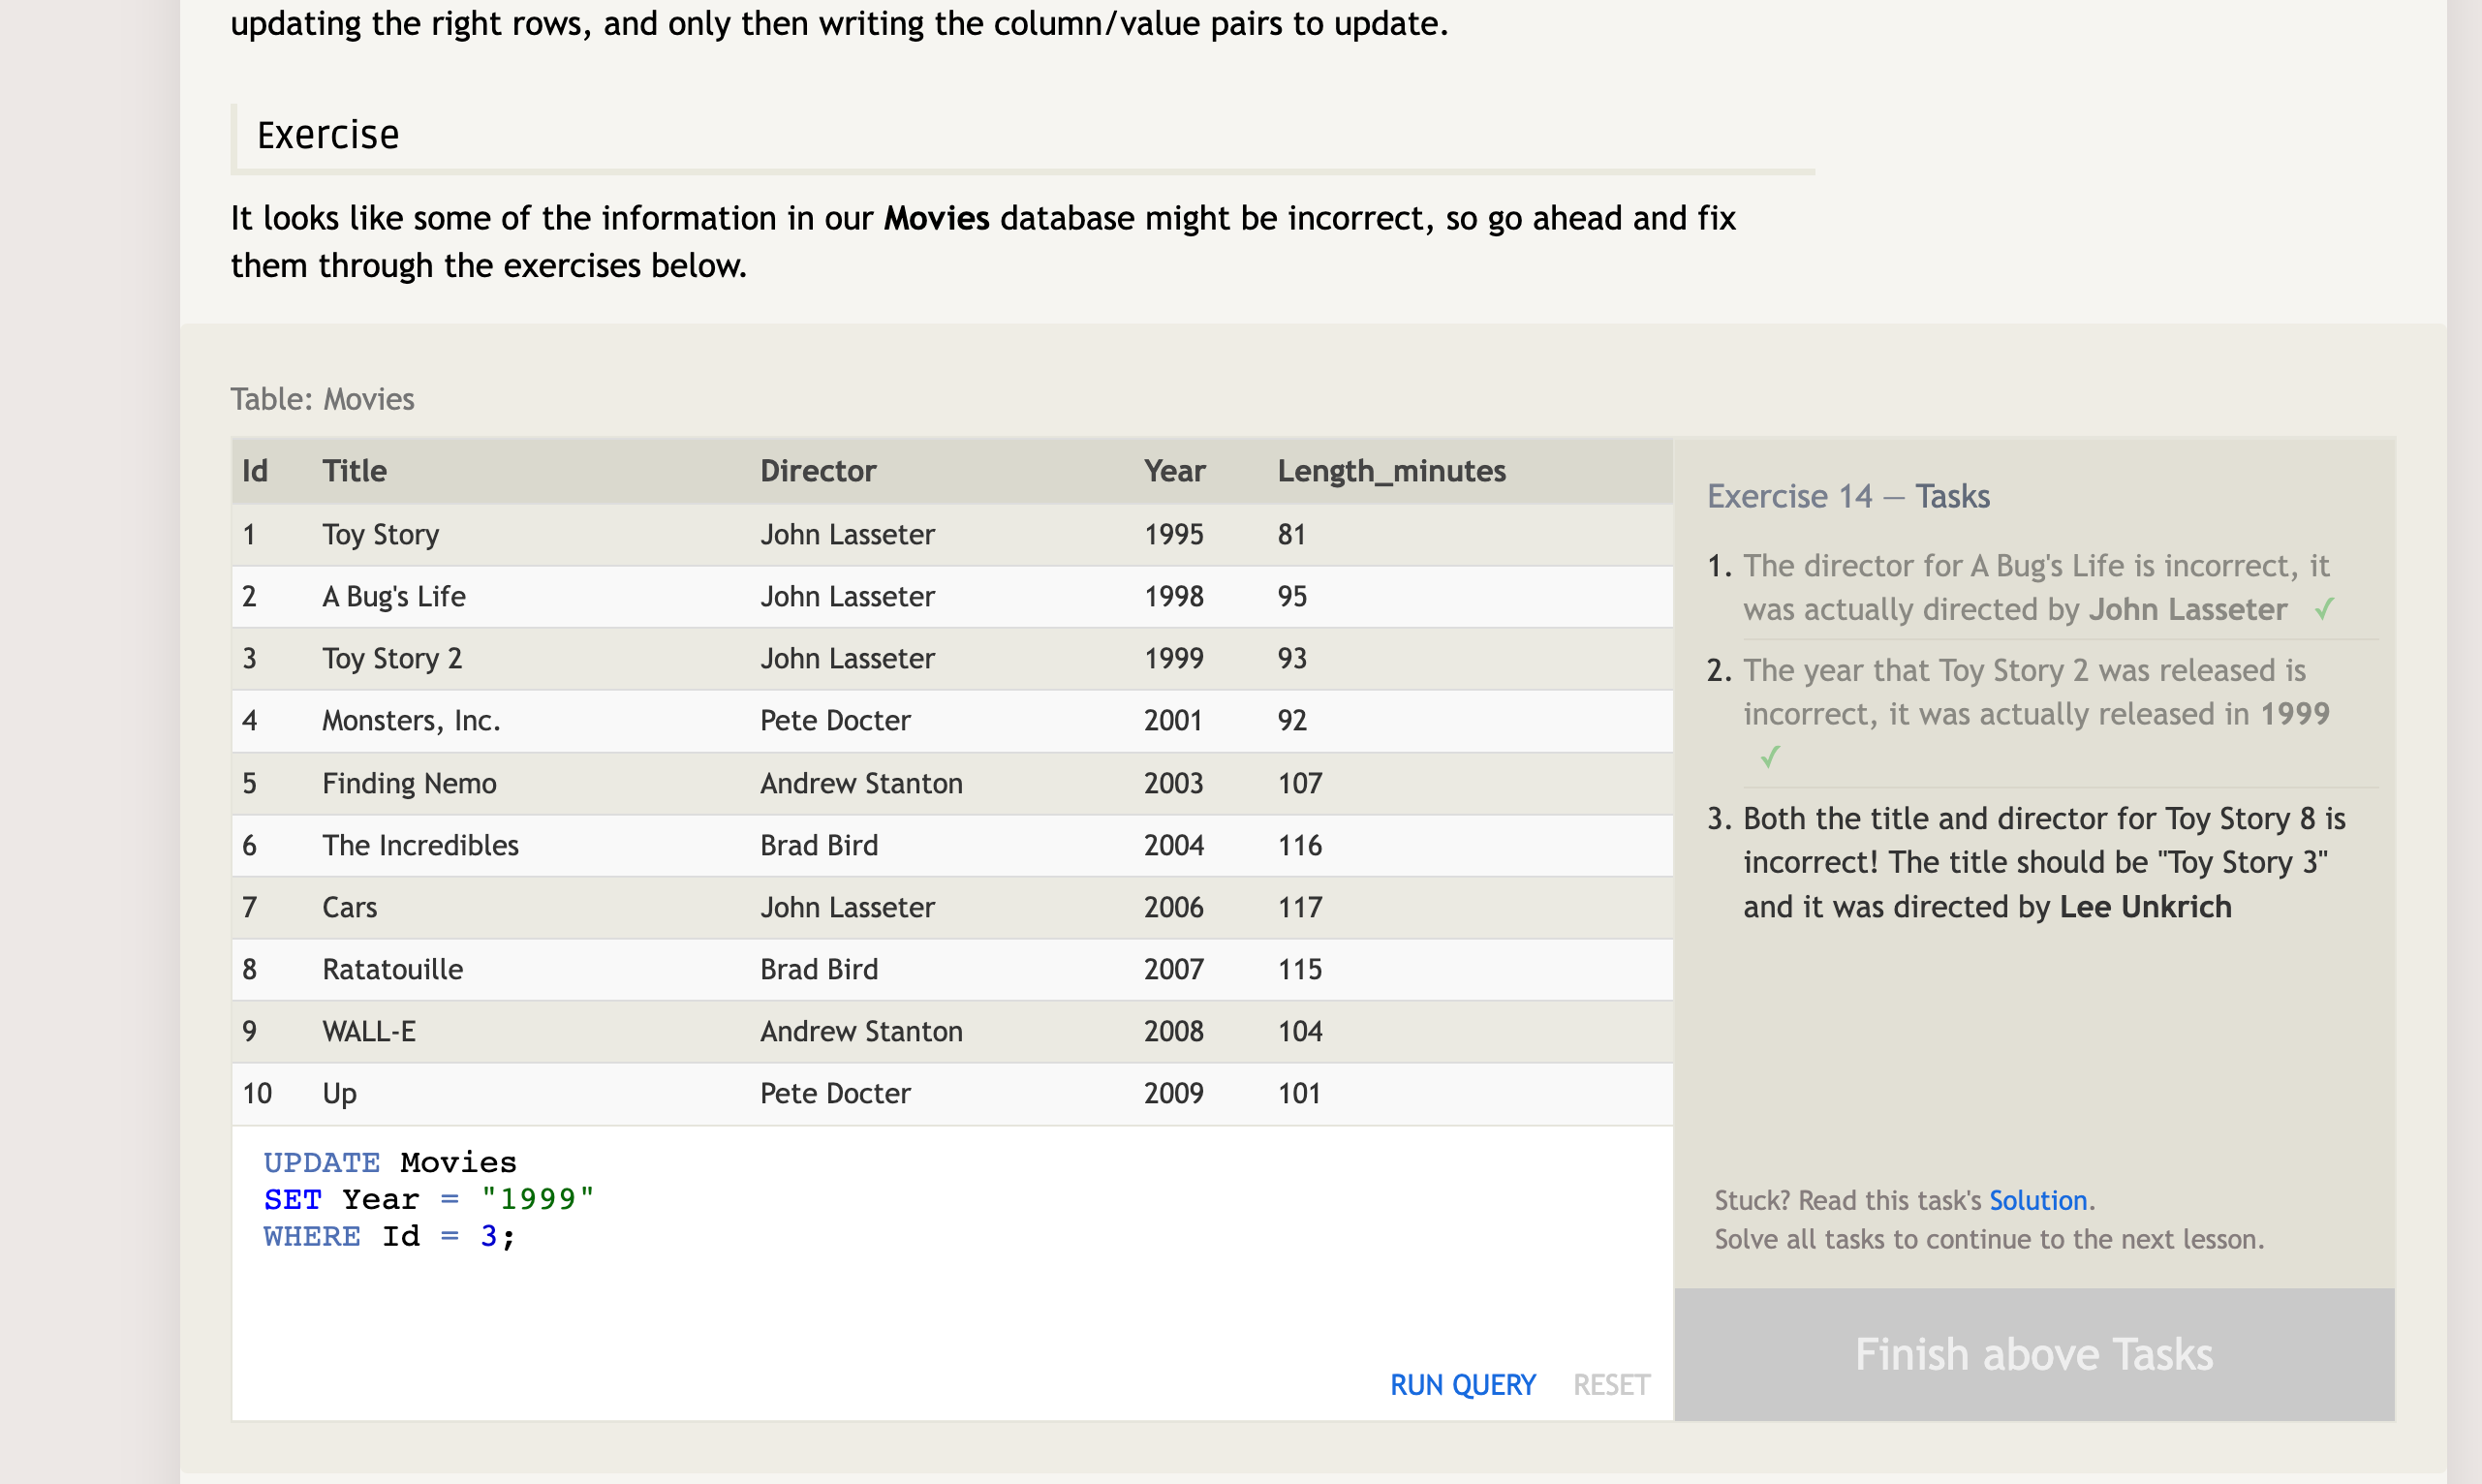 updating the right rows, and only then writing the column/value pairs to update.
Exercise
It looks like some of the information in our Movies database might be incorrect, so go ahead and fix
them through the exercises below.
Table: Movies
Id Title Director Year Length_minutes
1 Toy Story John Lasseter 1995 81
2 A Bug's Life John Lasseter 1998 95
3 Toy Story 2 John Lasseter 1999 93
4 Monsters, Inc. Pete Docter 2001 92
5 Finding Nemo Andrew Stanton 2003 107
6 The Incredibles Brad Bird 2004 116
7 Cars John Lasseter 2006 117
8 Ratatouille Brad Bird 2007 115
9 WALL-E Andrew Stanton 2008 104
10 Up Pete Docter 2009 101
UPDATE Movies
SET Year = "1999"
WHERE Id = 3;
RUN QUERY RESET
Exercise 14 — Tasks
1. The director for A Bug's Life is incorrect, it
was actually directed by John Lasseter ✓
2. The year that Toy Story 2 was released is
incorrect, it was actually released in 1999
✓
3. Both the title and director for Toy Story 8 is
incorrect! The title should be "Toy Story 3"
and it was directed by Lee Unkrich
Stuck? Read this task's Solution.
Solve all tasks to continue to the next lesson.
Finish above Tasks